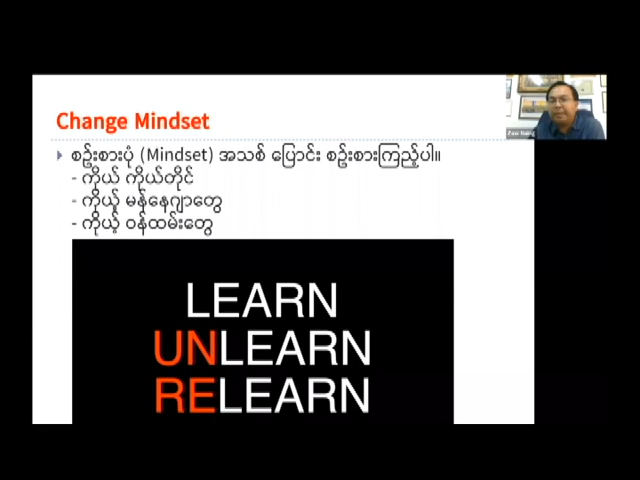 Change Mindset
စဉ်းစားပုံ (Mindset) အသစ် ပြောင်း စဉ်းစားကြည့်ပါ။
- ကိုယ် ကိုယ်တိုင်
- ကိုယ့် မန်နေဂျာတွေ
- ကိုယ့် ဝန်ထမ်းတွေ
LEARN
UNLEARN
RELEARN